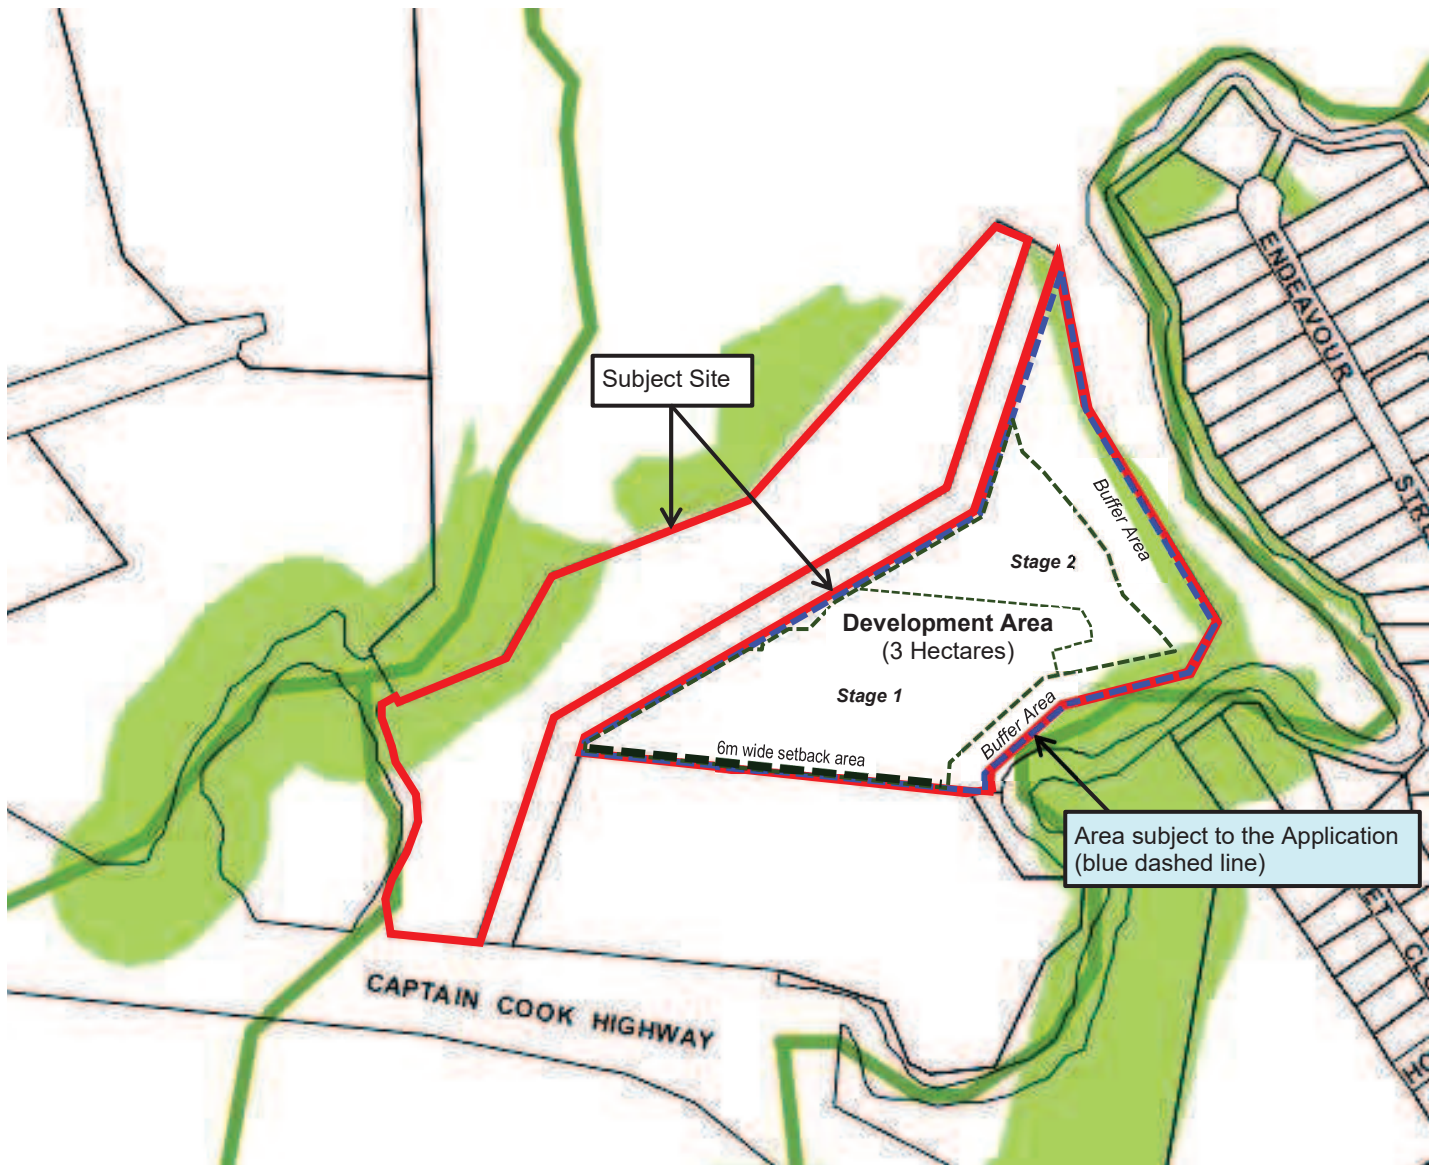 ENDEAVOUR
Subject Site
Buffer Area
Stage 2
Development Area
(3 Hectares)
Stage 1
Buffer Area
6m wide setback area
Area subject to the Application
(blue dashed line)
CAPTAIN COOK HIGHWAY